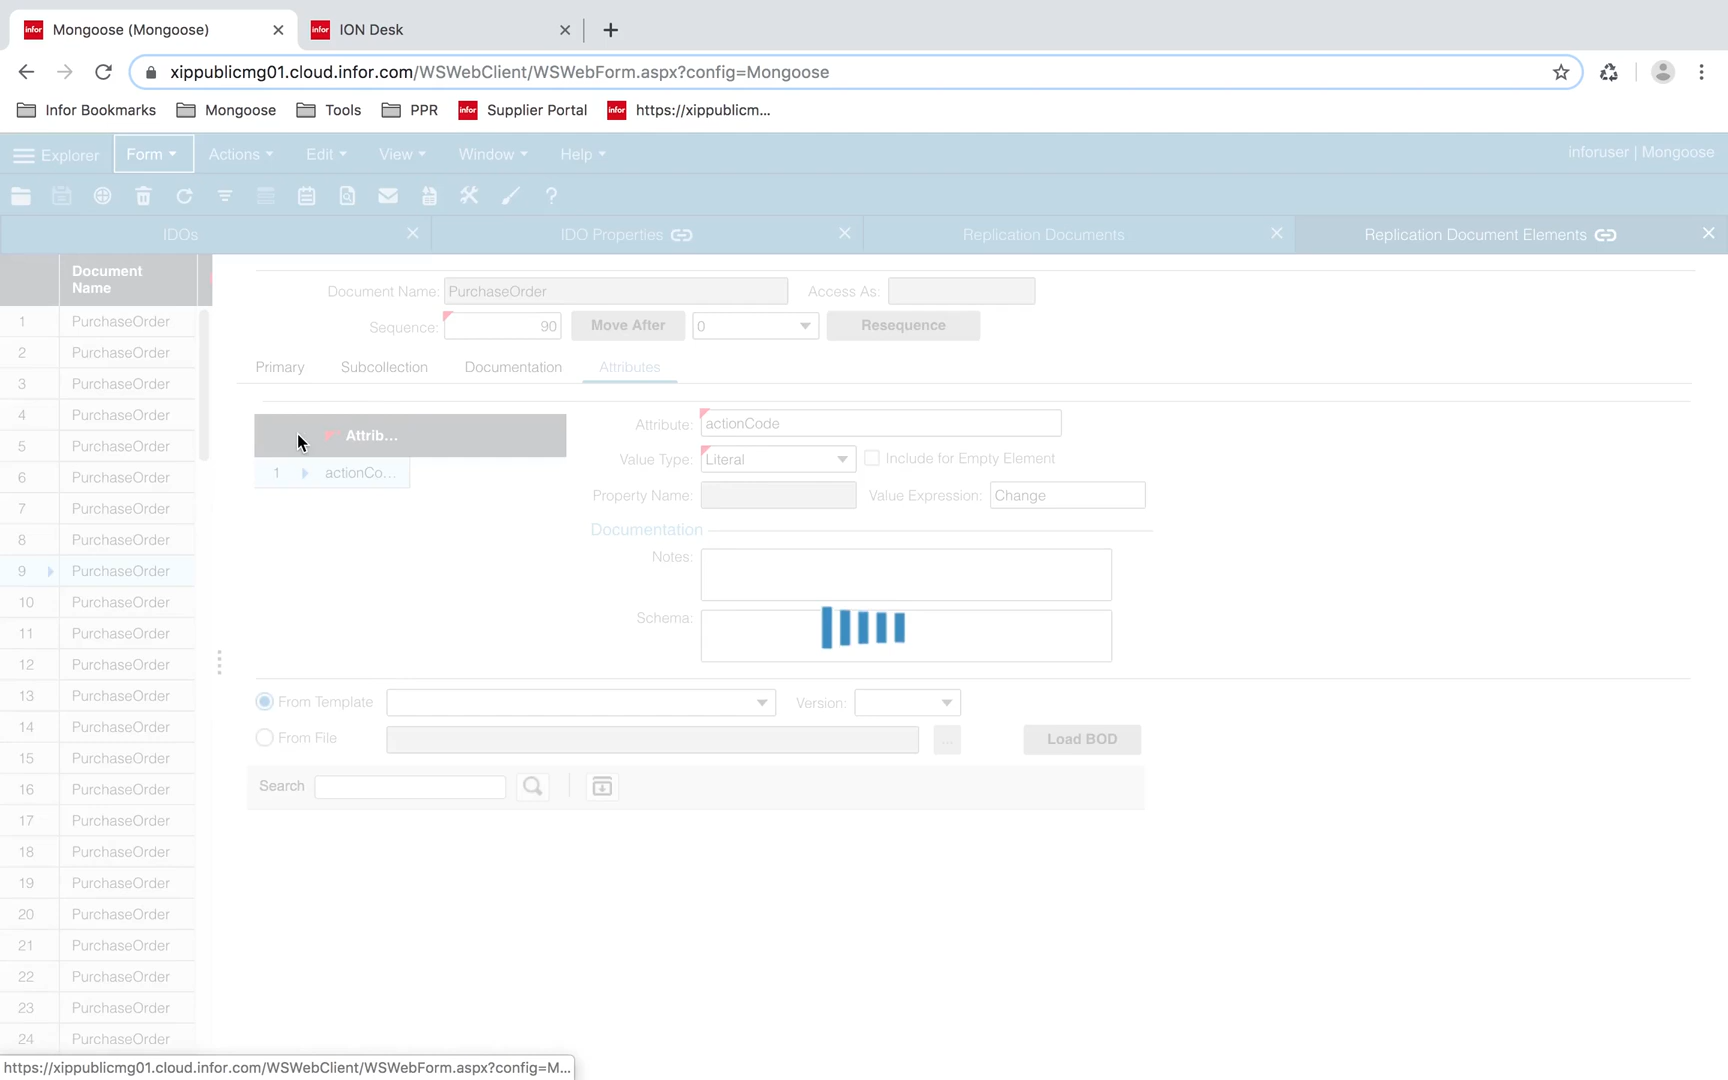 infor Mongoose (Mongoose)
infor ION Desk
xippublicmg01.cloud.infor.com/WSWebClient/WSWebForm.aspx?config=Mongoose
Infor Bookmarks Mongoose Tools PPR infor Supplier Portal infor https://xippublicm...
Explorer Form Actions Edit View Window Help inforuser | Mongoose
IDOs IDO Properties Replication Documents Replication Document Elements
Document
Name
Document Name: PurchaseOrder Access As:
Sequence: 90 Move After 0 Resequence
Primary Subcollection Documentation Attributes
Attrib...
1 actionCo...
Attribute: actionCode
Value Type: Literal Include for Empty Element
Property Name: Value Expression: Change
Documentation
Notes:
Schema:
From Template Version:
From File ... Load BOD
Search
1 PurchaseOrder
2 PurchaseOrder
3 PurchaseOrder
4 PurchaseOrder
5 PurchaseOrder
6 PurchaseOrder
7 PurchaseOrder
8 PurchaseOrder
9 PurchaseOrder
10 PurchaseOrder
11 PurchaseOrder
12 PurchaseOrder
13 PurchaseOrder
14 PurchaseOrder
15 PurchaseOrder
16 PurchaseOrder
17 PurchaseOrder
18 PurchaseOrder
19 PurchaseOrder
20 PurchaseOrder
21 PurchaseOrder
22 PurchaseOrder
23 PurchaseOrder
24 PurchaseOrder
https://xippublicmg01.cloud.infor.com/WSWebClient/WSWebForm.aspx?config=M...